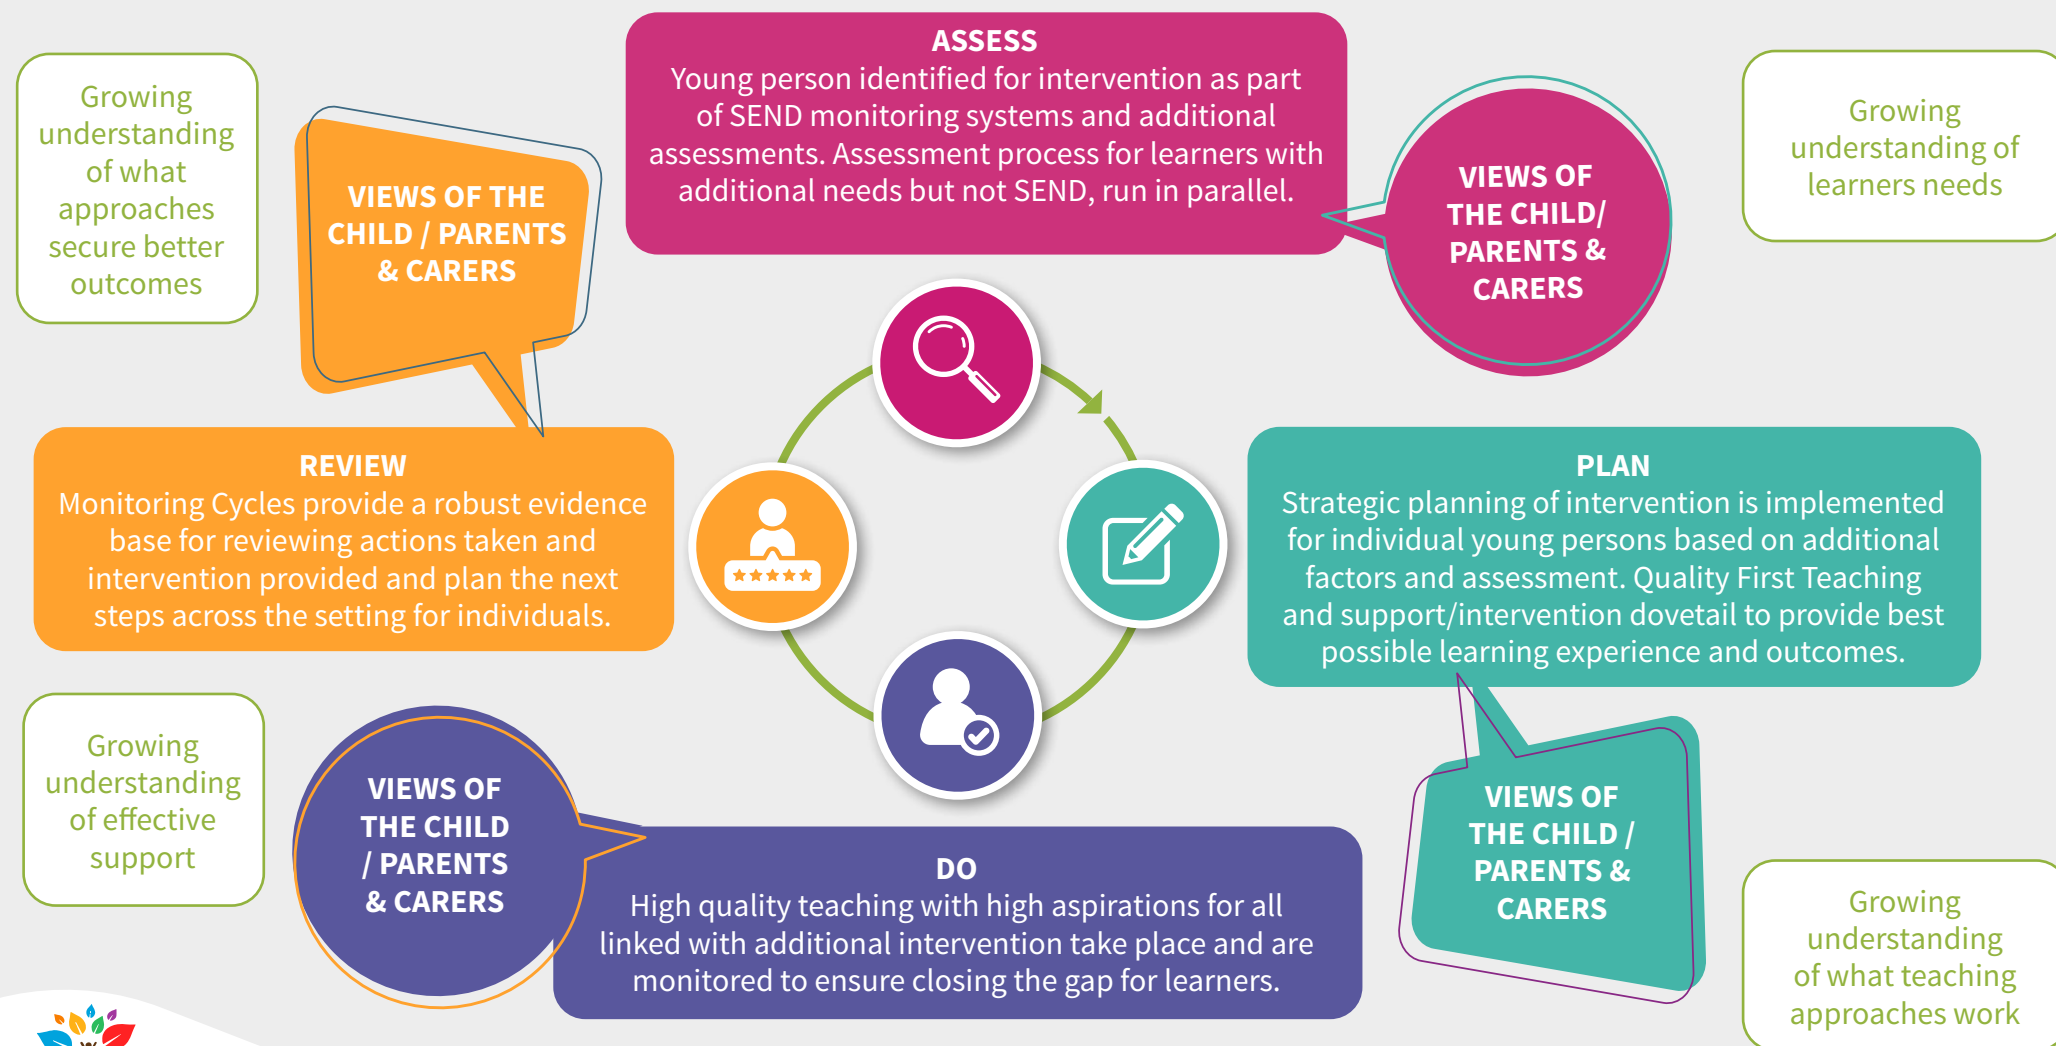 ASSESS
Young person identified for intervention as part
of SEND monitoring systems and additional
assessments. Assessment process for learners with
additional needs but not SEND, run in parallel.
Growing
understanding
of what
approaches
secure better
outcomes
VIEWS OF THE
CHILD / PARENTS
& CARERS
VIEWS OF
THE CHILD/
PARENTS &
CARERS
Growing
understanding of
learners needs
REVIEW
Monitoring Cycles provide a robust evidence
base for reviewing actions taken and
intervention provided and plan the next
steps across the setting for individuals.
PLAN
Strategic planning of intervention is implemented
for individual young persons based on additional
factors and assessment. Quality First Teaching
and support/intervention dovetail to provide best
possible learning experience and outcomes.
Growing
understanding
of effective
support
VIEWS OF
THE CHILD
/ PARENTS
& CARERS
DO
High quality teaching with high aspirations for all
linked with additional intervention take place and are
monitored to ensure closing the gap for learners.
VIEWS OF
THE CHILD /
PARENTS &
CARERS
Growing
understanding
of what teaching
approaches work